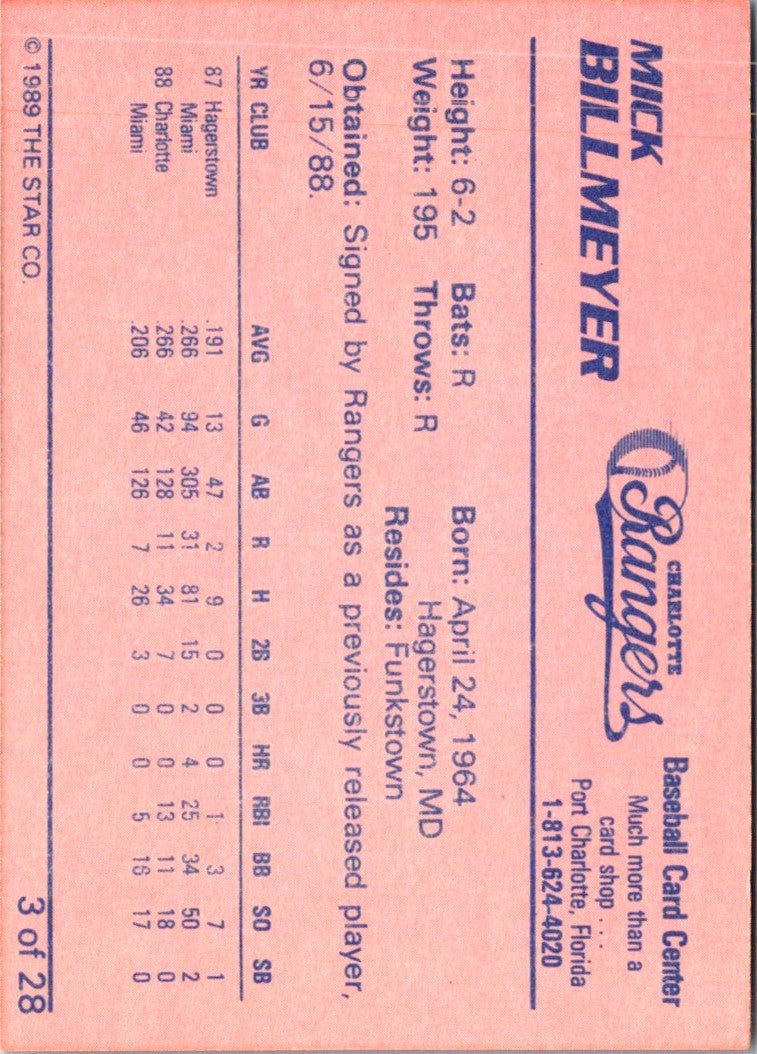 MICK
BILLMEYER
CHARLOTTE
Rangers
Baseball Card Center
Much more than a
card shop . . .
Port Charlotte, Florida
1-813-624-4020
Height: 6-2 Bats: R Born: April 24, 1964
Weight: 195 Throws: R Hagerstown, MD
Resides: Funkstown
Obtained: Signed by Rangers as a previously released player,
6/15/88.
YR CLUB AVG G AB R H 2B 3B HR RBI BB SO SB
87 Hagerstown .191 13 47 2 9 0 0 0 1 3 7 1
Miami .266 94 305 31 81 15 2 4 25 34 50 2
88 Charlotte .266 42 128 11 34 7 0 0 13 11 18 0
Miami .206 46 126 7 26 3 0 0 5 16 17 0
© 1989 THE STAR CO. 3 of 28